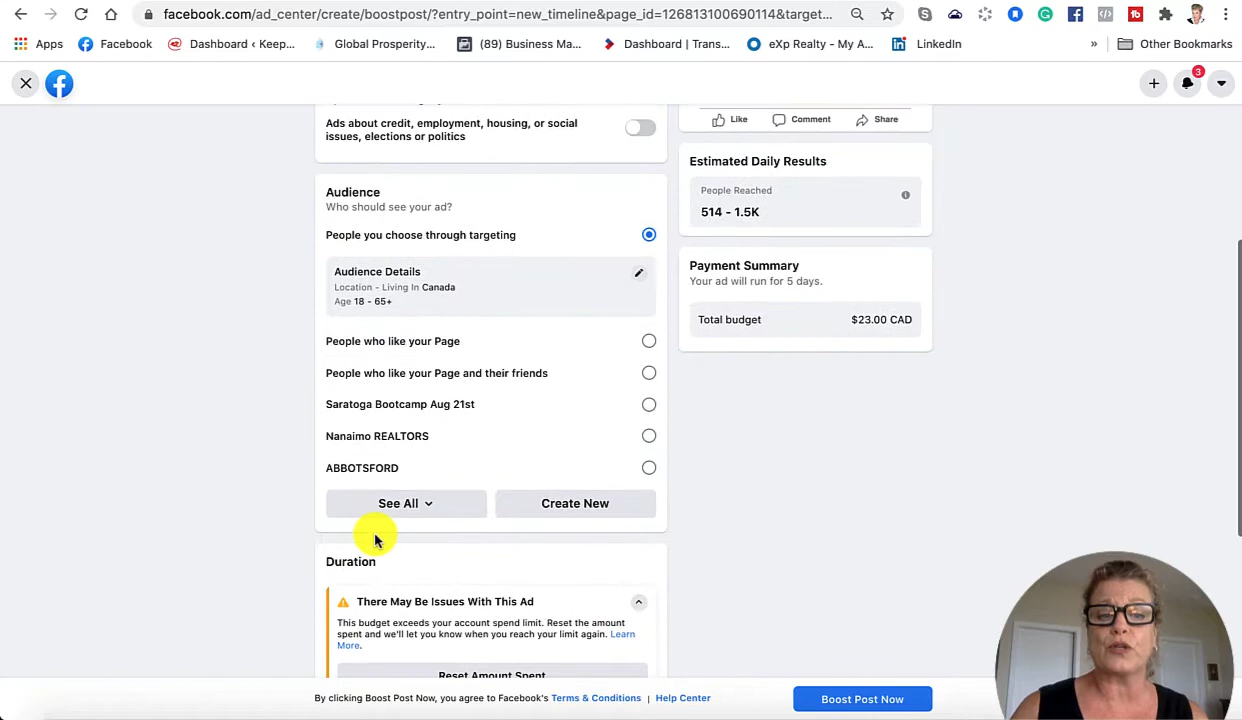 facebook.com/ad_center/create/boostpost/?entry_point=new_timeline&page_id=126813100690114&target...
Apps
Facebook
Dashboard ‹ Keep...
Global Prosperity...
(89) Business Ma...
Dashboard | Trans...
eXp Realty - My A...
LinkedIn
»
Other Bookmarks
3
Ads about credit, employment, housing, or social
issues, elections or politics
Like
Comment
Share
Audience
Who should see your ad?
People you choose through targeting
Audience Details
Location - Living In Canada
Age 18 - 65+
People who like your Page
People who like your Page and their friends
Saratoga Bootcamp Aug 21st
Nanaimo REALTORS
ABBOTSFORD
See All
Create New
Estimated Daily Results
People Reached
514 - 1.5K
Payment Summary
Your ad will run for 5 days.
Total budget
$23.00 CAD
Duration
There May Be Issues With This Ad
This budget exceeds your account spend limit. Reset the amount
spent and we'll let you know when you reach your limit again. Learn
More.
Reset Amount Spent
By clicking Boost Post Now, you agree to Facebook's Terms & Conditions | Help Center
Boost Post Now